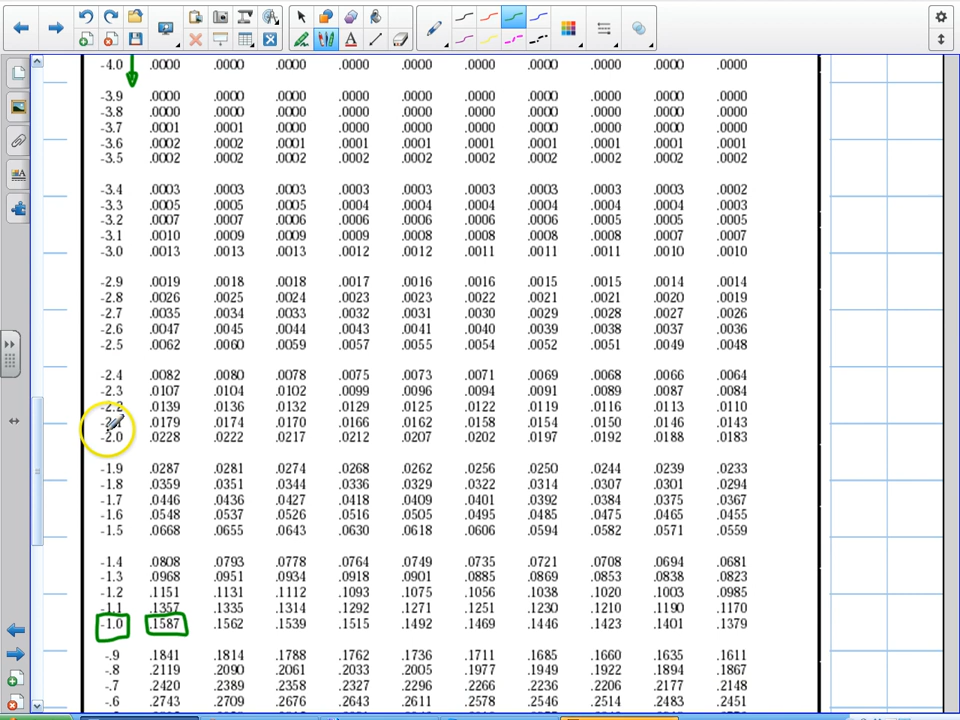 -4.0 .0000 .0000 .0000 .0000 .0000 .0000 .0000 .0000 .0000 .0000
-3.9 .0000 .0000 .0000 .0000 .0000 .0000 .0000 .0000 .0000 .0000
-3.8 .0000 .0000 .0000 .0000 .0000 .0000 .0000 .0000 .0000 .0000
-3.7 .0001 .0001 .0000 .0000 .0000 .0000 .0000 .0000 .0000 .0000
-3.6 .0002 .0002 .0001 .0001 .0001 .0001 .0001 .0001 .0001 .0001
-3.5 .0002 .0002 .0002 .0002 .0002 .0002 .0002 .0002 .0002 .0002
-3.4 .0003 .0003 .0003 .0003 .0003 .0003 .0003 .0003 .0003 .0002
-3.3 .0005 .0005 .0005 .0004 .0004 .0004 .0004 .0004 .0004 .0003
-3.2 .0007 .0007 .0006 .0006 .0006 .0006 .0006 .0005 .0005 .0005
-3.1 .0010 .0009 .0009 .0009 .0008 .0008 .0008 .0008 .0007 .0007
-3.0 .0013 .0013 .0013 .0012 .0012 .0011 .0011 .0011 .0010 .0010
-2.9 .0019 .0018 .0018 .0017 .0016 .0016 .0015 .0015 .0014 .0014
-2.8 .0026 .0025 .0024 .0023 .0023 .0022 .0021 .0021 .0020 .0019
-2.7 .0035 .0034 .0033 .0032 .0031 .0030 .0029 .0028 .0027 .0026
-2.6 .0047 .0045 .0044 .0043 .0041 .0040 .0039 .0038 .0037 .0036
-2.5 .0062 .0060 .0059 .0057 .0055 .0054 .0052 .0051 .0049 .0048
-2.4 .0082 .0080 .0078 .0075 .0073 .0071 .0069 .0068 .0066 .0064
-2.3 .0107 .0104 .0102 .0099 .0096 .0094 .0091 .0089 .0087 .0084
-2.2 .0139 .0136 .0132 .0129 .0125 .0122 .0119 .0116 .0113 .0110
.0179 .0174 .0170 .0166 .0162 .0158 .0154 .0150 .0146 .0143
-2.0 .0228 .0222 .0217 .0212 .0207 .0202 .0197 .0192 .0188 .0183
-1.9 .0287 .0281 .0274 .0268 .0262 .0256 .0250 .0244 .0239 .0233
-1.8 .0359 .0351 .0344 .0336 .0329 .0322 .0314 .0307 .0301 .0294
-1.7 .0446 .0436 .0427 .0418 .0409 .0401 .0392 .0384 .0375 .0367
-1.6 .0548 .0537 .0526 .0516 .0505 .0495 .0485 .0475 .0465 .0455
-1.5 .0668 .0655 .0643 .0630 .0618 .0606 .0594 .0582 .0571 .0559
-1.4 .0808 .0793 .0778 .0764 .0749 .0735 .0721 .0708 .0694 .0681
-1.3 .0968 .0951 .0934 .0918 .0901 .0885 .0869 .0853 .0838 .0823
-1.2 .1151 .1131 .1112 .1093 .1075 .1056 .1038 .1020 .1003 .0985
-1.1 .1357 .1335 .1314 .1292 .1271 .1251 .1230 .1210 .1190 .1170
-1.0 .1587 .1562 .1539 .1515 .1492 .1469 .1446 .1423 .1401 .1379
-.9 .1841 .1814 .1788 .1762 .1736 .1711 .1685 .1660 .1635 .1611
-.8 .2119 .2090 .2061 .2033 .2005 .1977 .1949 .1922 .1894 .1867
-.7 .2420 .2389 .2358 .2327 .2296 .2266 .2236 .2206 .2177 .2148
-.6 .2743 .2709 .2676 .2643 .2611 .2578 .2546 .2514 .2483 .2451